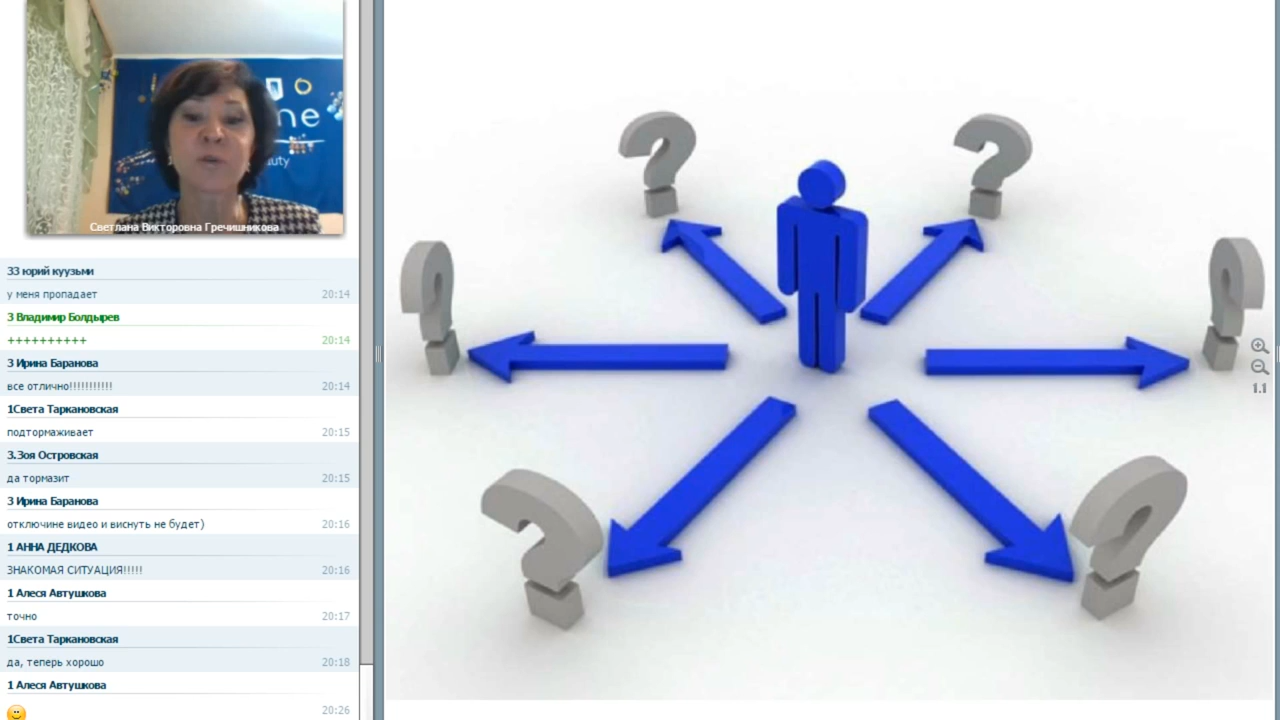 ne
uty
Светлана Викторовна Гречишникова
33 юрий куузьми
у меня пропадает 20:14
3 Владимир Болдырев
++++++++++ 20:14
3 Ирина Баранова
все отлично!!!!!!!!!!! 20:14
1Света Таркановская
подтормаживает 20:15
3.Зоя Островская
да тормазит 20:15
3 Ирина Баранова
отключине видео и виснуть не будет) 20:16
1 АННА ДЕДКОВА
ЗНАКОМАЯ СИТУАЦИЯ!!!!! 20:16
1 Алеся Автушкова
точно 20:17
1Света Таркановская
да, теперь хорошо 20:18
1 Алеся Автушкова
20:26
? ?
? ?
? ?
1:1